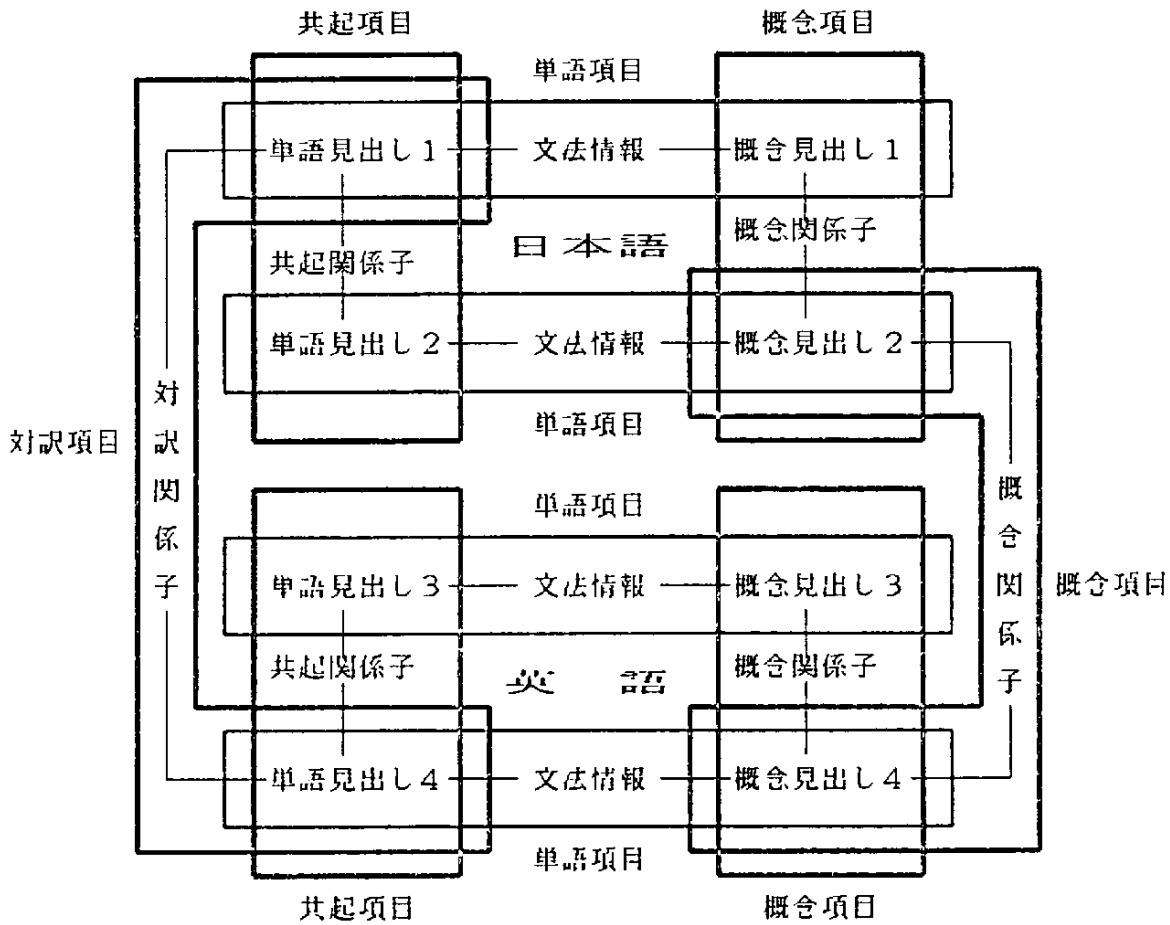 共起項目 概念項目
単語項目
単語見出し1 文法情報 概念見出し1
共起関係子 日本語 概念関係子
単語見出し2 文法情報 概念見出し2
単語項目
対訳項目
対訳関係子
単語項目
概念関係子
概念項目
単語見出し3 文法情報 概念見出し3
共起関係子 英語 概念関係子
単語見出し4 文法情報 概念見出し4
単語項目
共起項目 概念項目